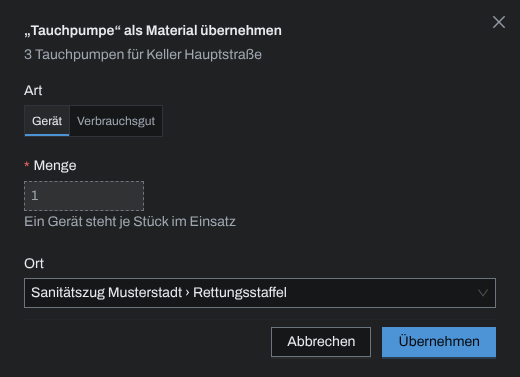 „Tauchpumpe“ als Material übernehmen
3 Tauchpumpen für Keller Hauptstraße
Art
Gerät Verbrauchsgut
* Menge
1
Ein Gerät steht je Stück im Einsatz
Ort
Sanitätszug Musterstadt › Rettungsstaffel
Abbrechen Übernehmen